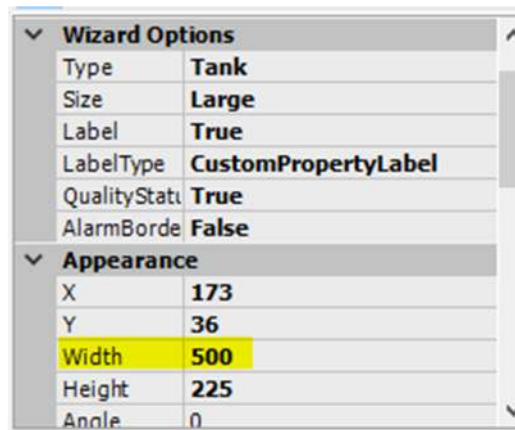 Wizard Options
Type Tank
Size Large
Label True
LabelType CustomPropertyLabel
QualityStatu True
AlarmBorde False
Appearance
X 173
Y 36
Width 500
Height 225
Angle 0